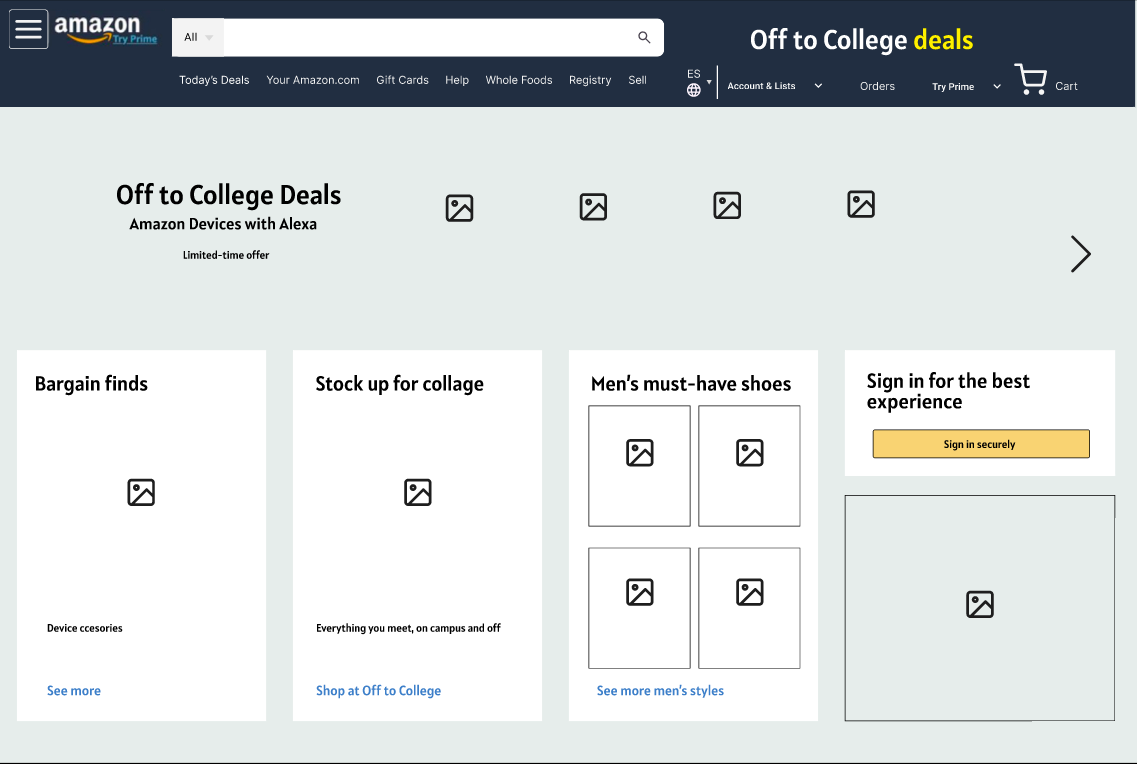 amazon
Try Prime
All
Off to College deals
Today's Deals Your Amazon.com Gift Cards Help Whole Foods Registry Sell
ES
Account & Lists
Orders
Try Prime
Cart
Off to College Deals
Amazon Devices with Alexa
Limited-time offer
Bargain finds
Device ccesories
See more
Stock up for collage
Everything you meet, on campus and off
Shop at Off to College
Men's must-have shoes
See more men's styles
Sign in for the best
experience
Sign in securely